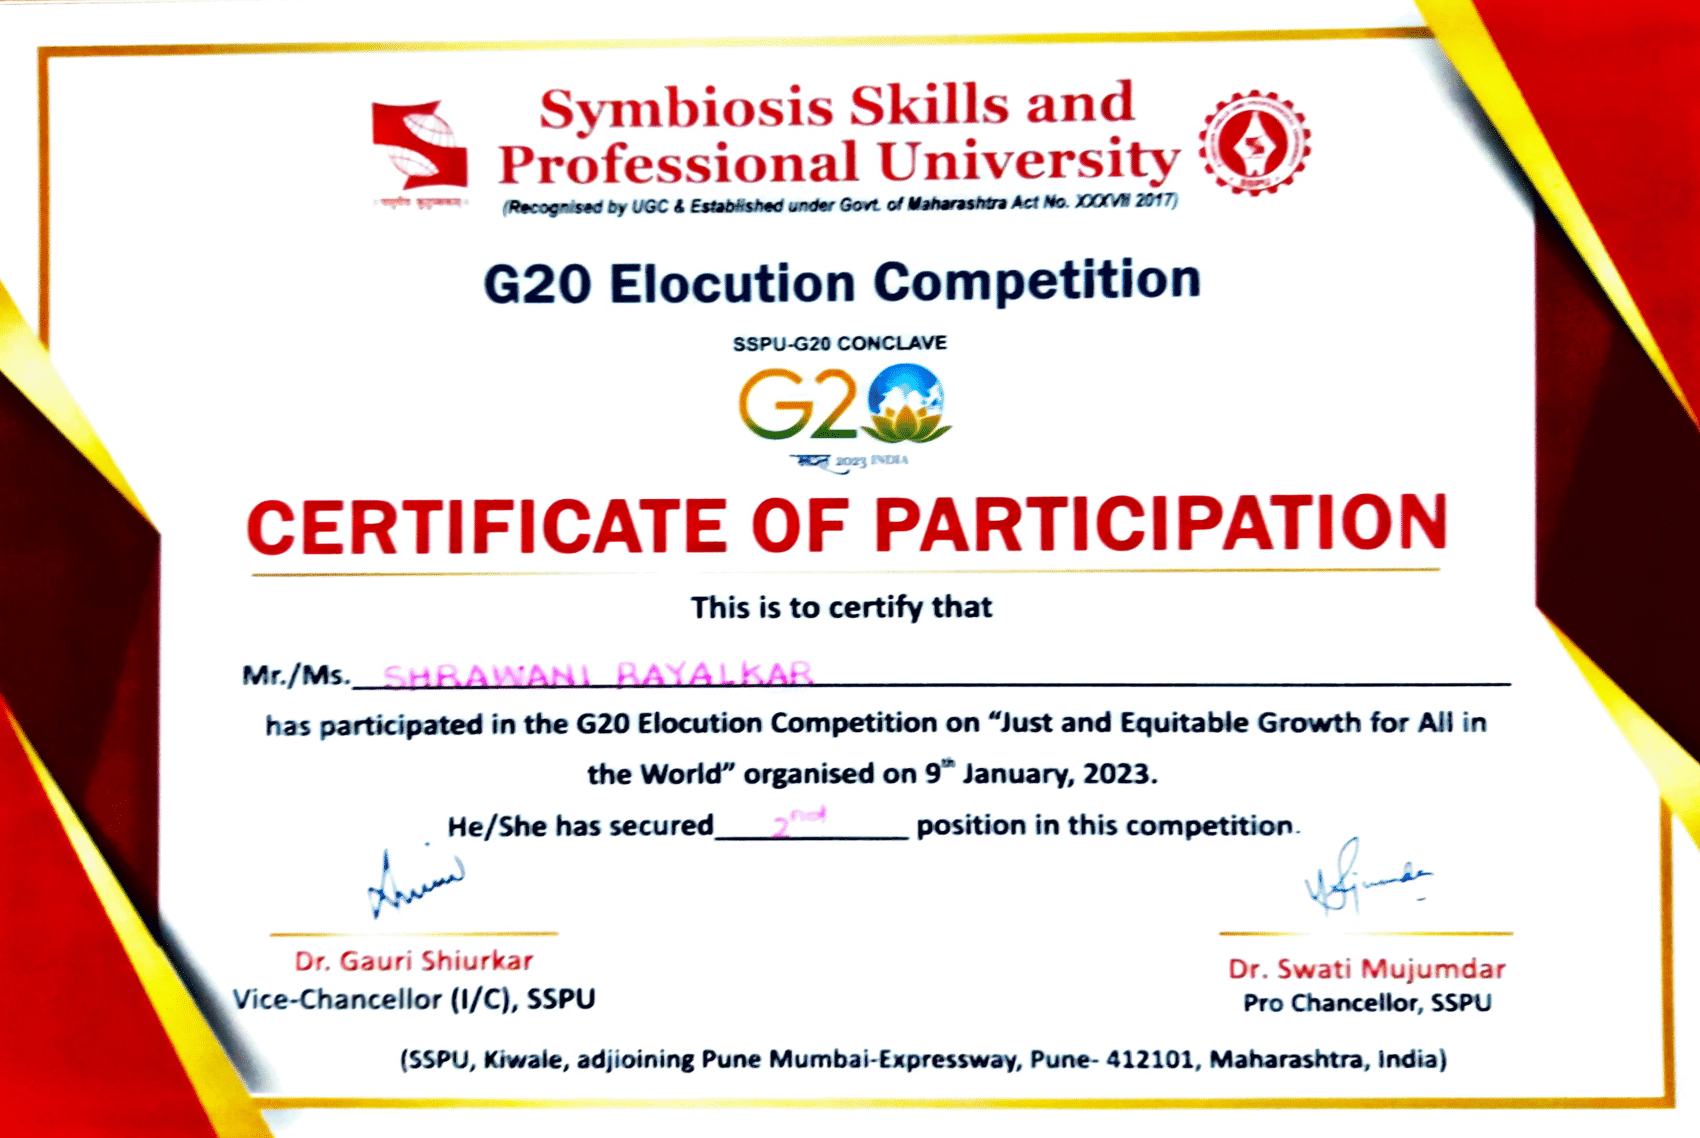 Symbiosis Skills and
Professional University
(Recognised by UGC & Established under Govt. of Maharashtra Act No. XXXVII 2017)
SSPU
G20 Elocution Competition
SSPU-G20 CONCLAVE
G20
2023 INDIA
CERTIFICATE OF PARTICIPATION
This is to certify that
Mr./Ms. SHRAWANI RAYALKAR
has participated in the G20 Elocution Competition on “Just and Equitable Growth for All in
the World” organised on 9th January, 2023.
He/She has secured 2nd position in this competition.
Dr. Gauri Shiurkar
Vice-Chancellor (I/C), SSPU
Dr. Swati Mujumdar
Pro Chancellor, SSPU
(SSPU, Kiwale, adjioining Pune Mumbai-Expressway, Pune- 412101, Maharashtra, India)